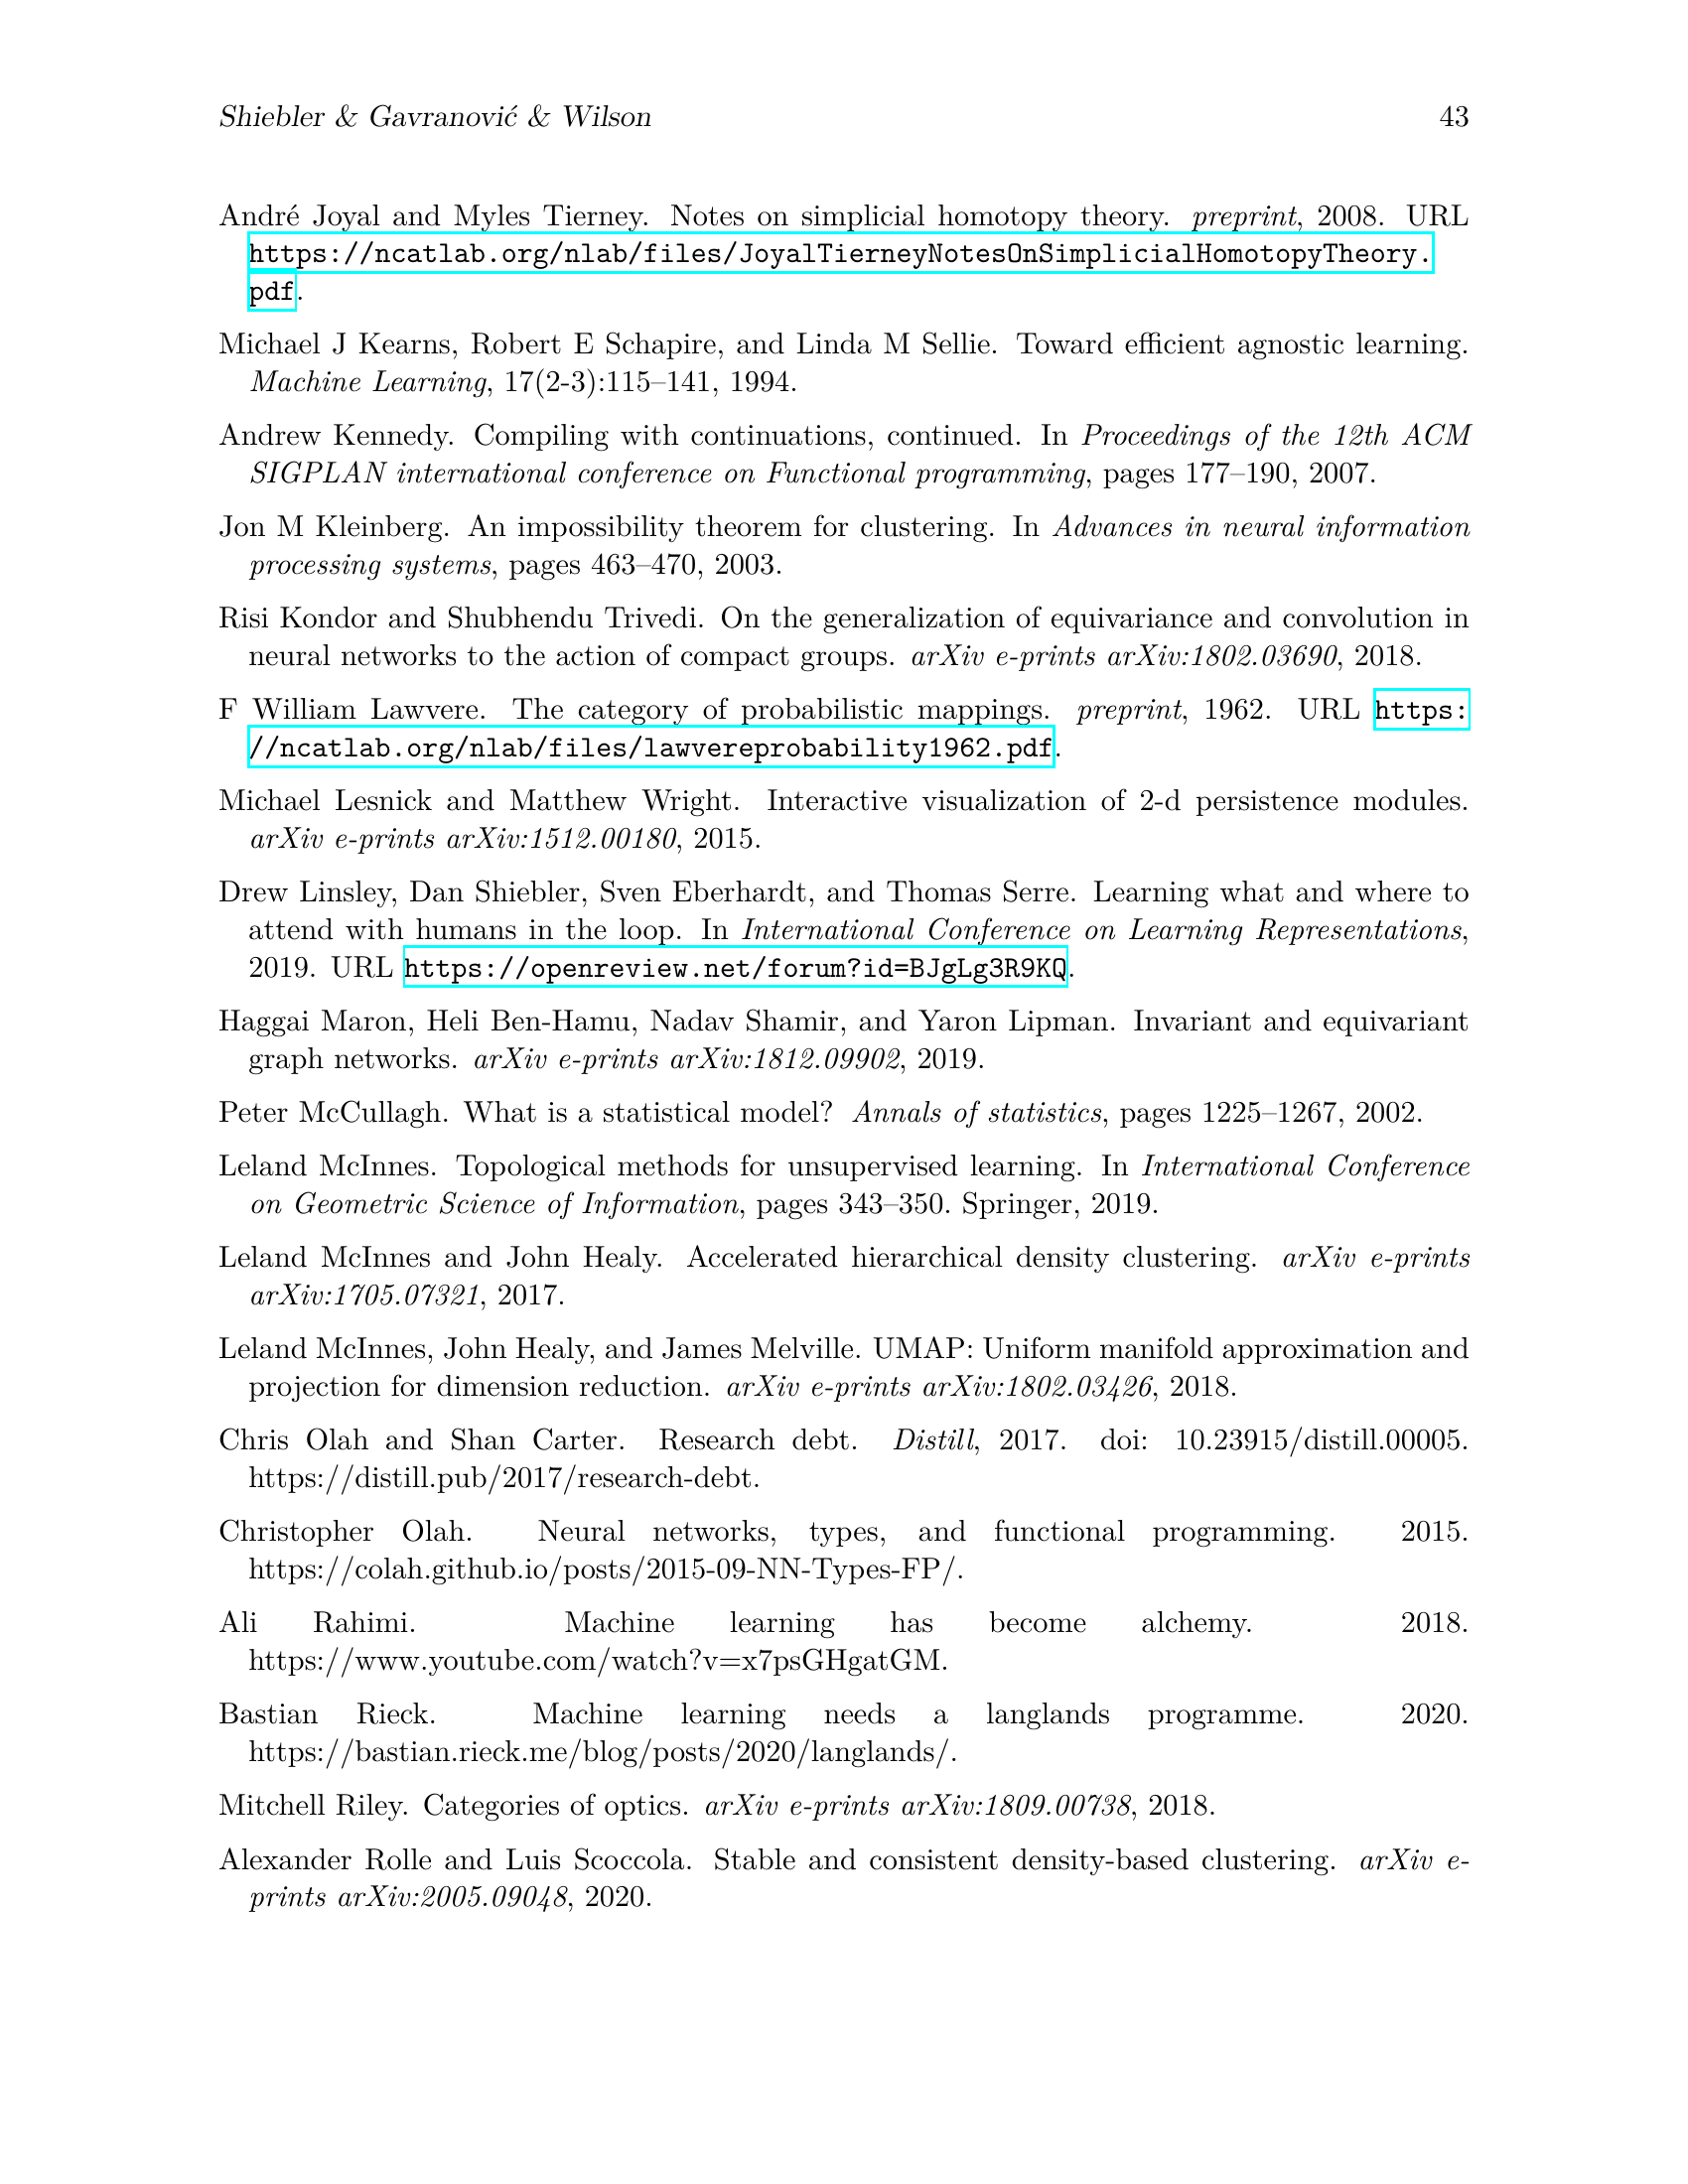 Shiebler & Gavranović & Wilson 43
André Joyal and Myles Tierney. Notes on simplicial homotopy theory. preprint, 2008. URL
https://ncatlab.org/nlab/files/JoyalTierneyNotesOnSimplicialHomotopyTheory.
pdf.
Michael J Kearns, Robert E Schapire, and Linda M Sellie. Toward efficient agnostic learning.
Machine Learning, 17(2-3):115–141, 1994.
Andrew Kennedy. Compiling with continuations, continued. In Proceedings of the 12th ACM
SIGPLAN international conference on Functional programming, pages 177–190, 2007.
Jon M Kleinberg. An impossibility theorem for clustering. In Advances in neural information
processing systems, pages 463–470, 2003.
Risi Kondor and Shubhendu Trivedi. On the generalization of equivariance and convolution in
neural networks to the action of compact groups. arXiv e-prints arXiv:1802.03690, 2018.
F William Lawvere. The category of probabilistic mappings. preprint, 1962. URL https:
//ncatlab.org/nlab/files/lawvereprobability1962.pdf.
Michael Lesnick and Matthew Wright. Interactive visualization of 2-d persistence modules.
arXiv e-prints arXiv:1512.00180, 2015.
Drew Linsley, Dan Shiebler, Sven Eberhardt, and Thomas Serre. Learning what and where to
attend with humans in the loop. In International Conference on Learning Representations,
2019. URL https://openreview.net/forum?id=BJgLg3R9KQ.
Haggai Maron, Heli Ben-Hamu, Nadav Shamir, and Yaron Lipman. Invariant and equivariant
graph networks. arXiv e-prints arXiv:1812.09902, 2019.
Peter McCullagh. What is a statistical model? Annals of statistics, pages 1225–1267, 2002.
Leland McInnes. Topological methods for unsupervised learning. In International Conference
on Geometric Science of Information, pages 343–350. Springer, 2019.
Leland McInnes and John Healy. Accelerated hierarchical density clustering. arXiv e-prints
arXiv:1705.07321, 2017.
Leland McInnes, John Healy, and James Melville. UMAP: Uniform manifold approximation and
projection for dimension reduction. arXiv e-prints arXiv:1802.03426, 2018.
Chris Olah and Shan Carter. Research debt. Distill, 2017. doi: 10.23915/distill.00005.
https://distill.pub/2017/research-debt.
Christopher Olah. Neural networks, types, and functional programming. 2015.
https://colah.github.io/posts/2015-09-NN-Types-FP/.
Ali Rahimi. Machine learning has become alchemy. 2018.
https://www.youtube.com/watch?v=x7psGHgatGM.
Bastian Rieck. Machine learning needs a langlands programme. 2020.
https://bastian.rieck.me/blog/posts/2020/langlands/.
Mitchell Riley. Categories of optics. arXiv e-prints arXiv:1809.00738, 2018.
Alexander Rolle and Luis Scoccola. Stable and consistent density-based clustering. arXiv e-
prints arXiv:2005.09048, 2020.